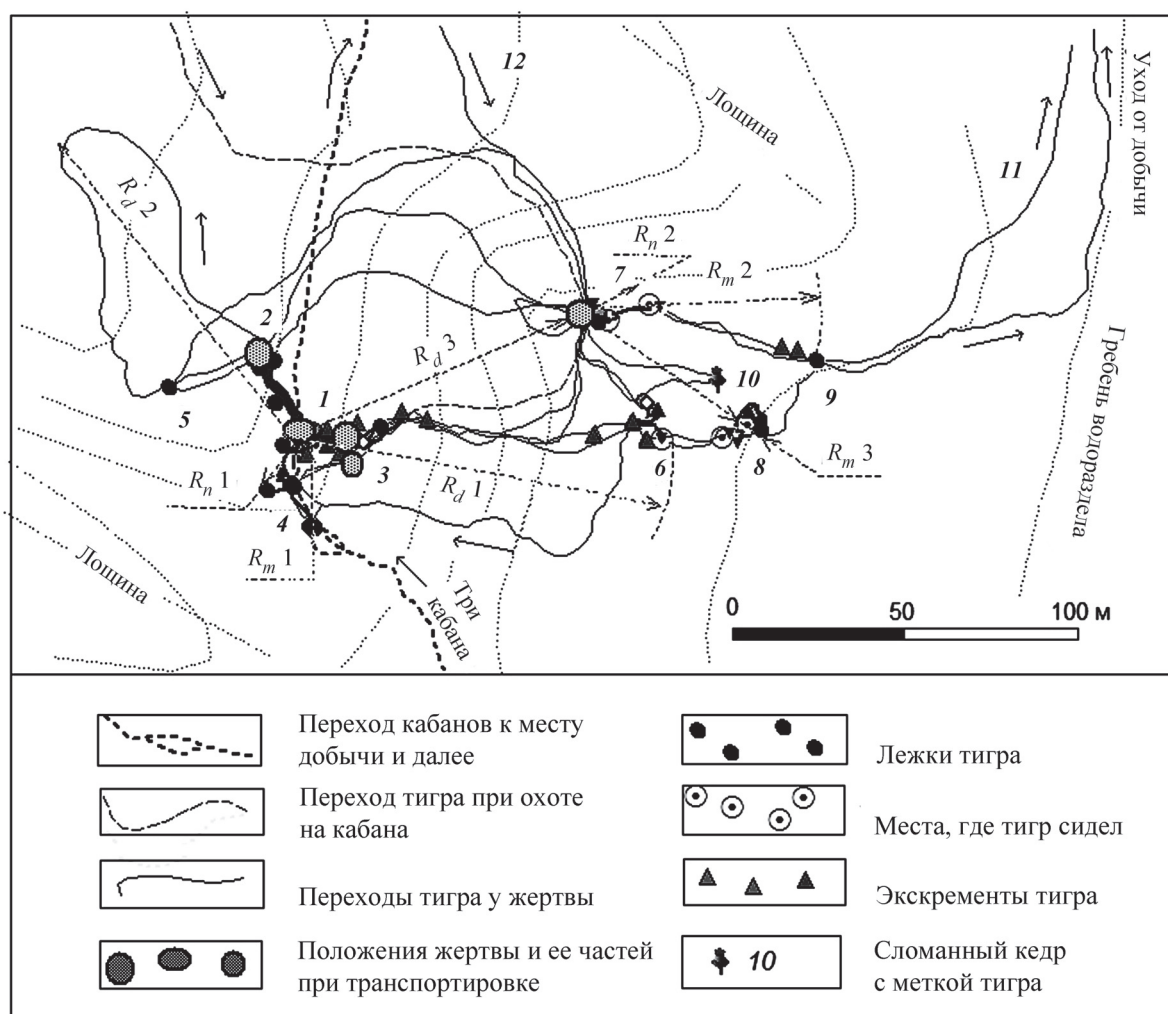 12
Лощина
Уход от добычи
11
R_d 2
R_n 2
7
R_m 2
2
R_d 3
10
1
9
5
3
6
8
R_m 3
R_n 1
R_d 1
4
R_m 1
Гребень водораздела
Лощина
Три
кабана
0 50 100 м
Переход кабанов к месту
добычи и далее
Переход тигра при охоте
на кабана
Переходы тигра у жертвы
Положения жертвы и ее частей
при транспортировке
Лежки тигра
Места, где тигр сидел
Экскременты тигра
10
Сломанный кедр
с меткой тигра